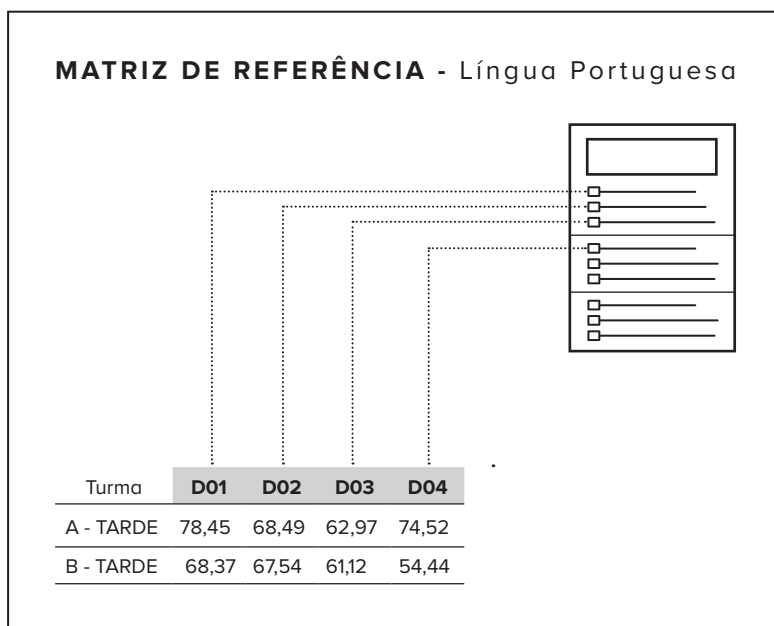 MATRIZ DE REFERÊNCIA - Língua Portuguesa
Turma D01 D02 D03 D04
A - TARDE 78,45 68,49 62,97 74,52
B - TARDE 68,37 67,54 61,12 54,44